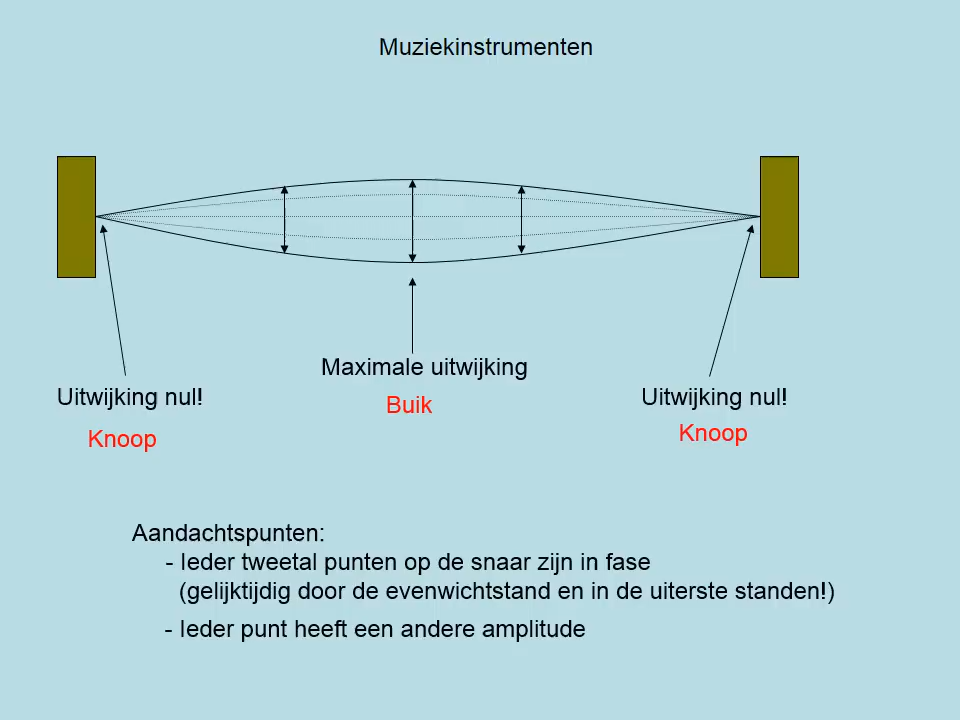 Muziekinstrumenten
Maximale uitwijking
Buik
Uitwijking nul!
Knoop
Uitwijking nul!
Knoop
Aandachtspunten:
- Ieder tweetal punten op de snaar zijn in fase
(gelijktijdig door de evenwichtstand en in de uiterste standen!)
- Ieder punt heeft een andere amplitude